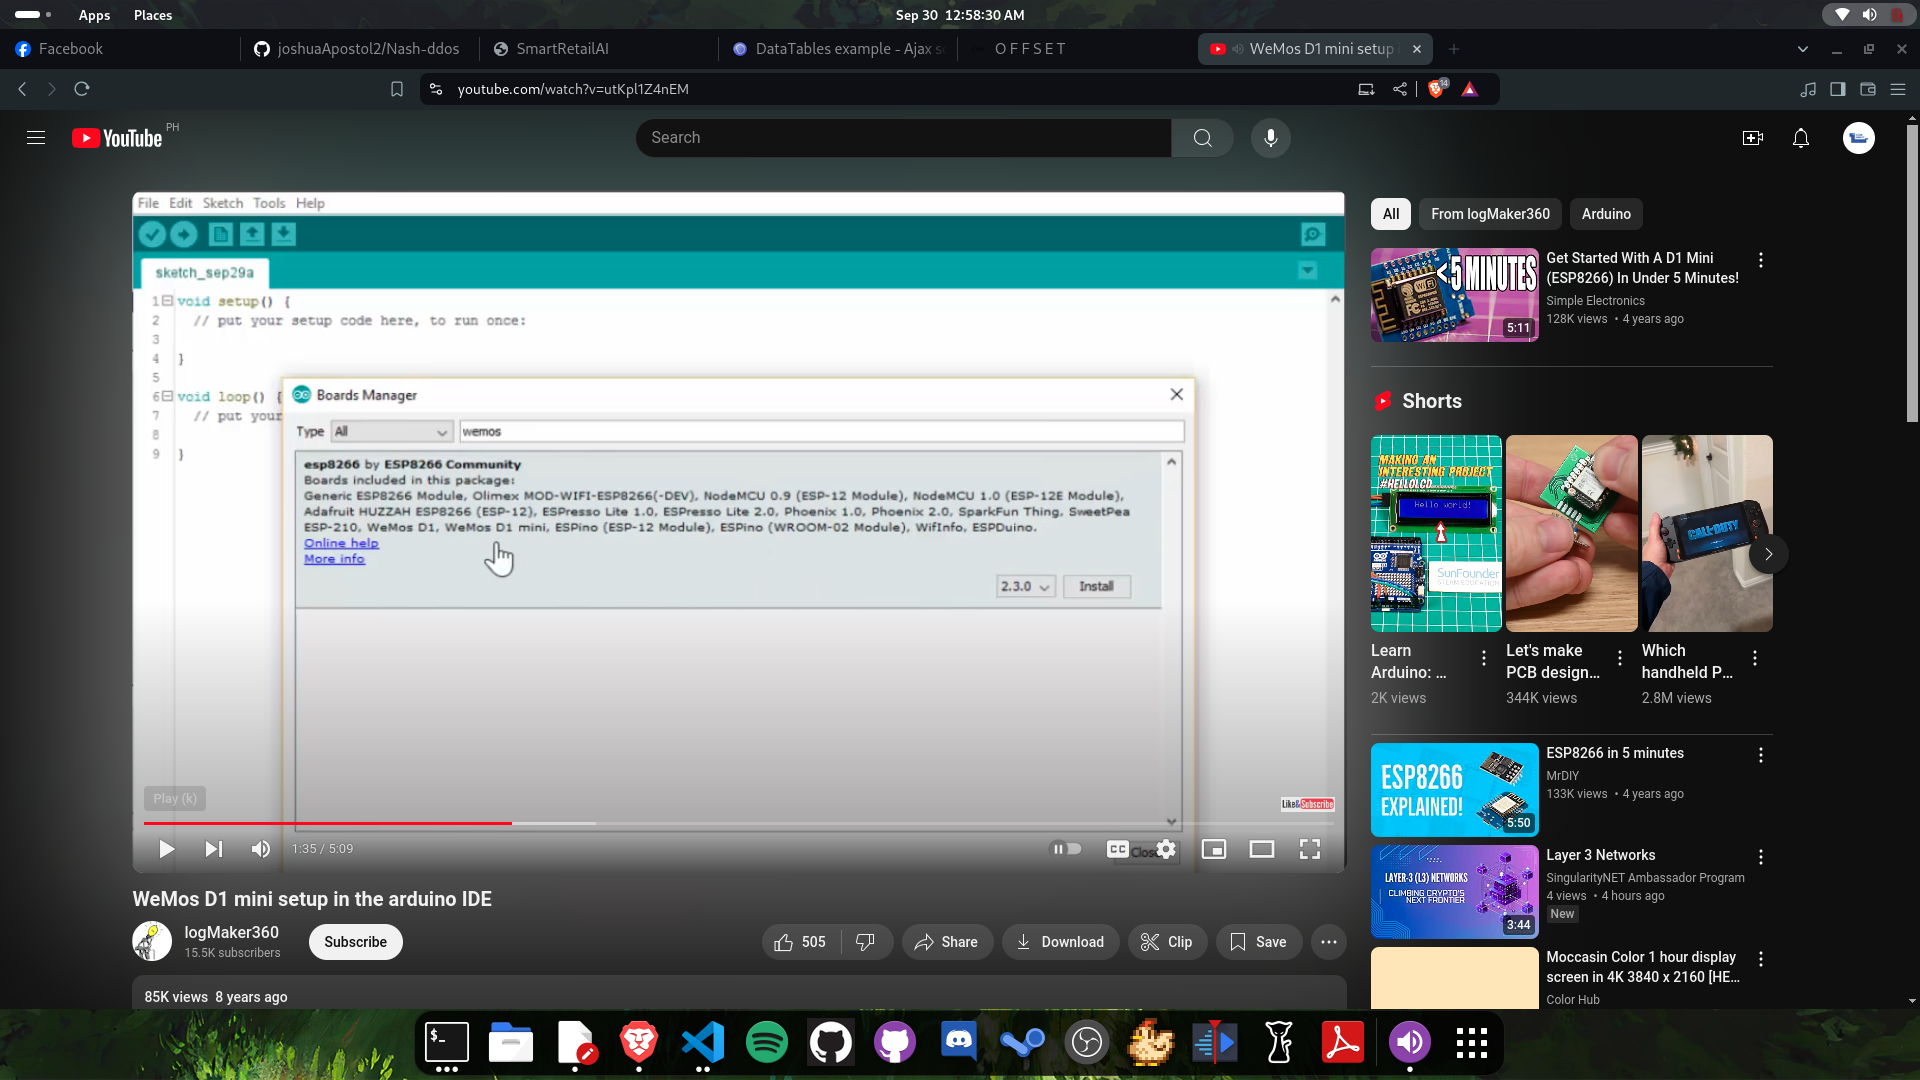 Apps Places Sep 30 12:58:30 AM
Facebook joshuaApostol2/Nash-ddos SmartRetailAI DataTables example - Ajax O F F S E T WeMos D1 mini setup
youtube.com/watch?v=utKpl1Z4nEM 14
YouTube PH
Search
File Edit Sketch Tools Help
sketch_sep29a
1 void setup() {
2 // put your setup code here, to run once:
3
4 }
5
6 void loop() {
7 // put your
8
9 }
Boards Manager
Type All wemos
esp8266 by ESP8266 Community
Boards included in this package:
Generic ESP8266 Module, Olimex MOD-WIFI-ESP8266(-DEV), NodeMCU 0.9 (ESP-12 Module), NodeMCU 1.0 (ESP-12E Module),
Adafruit HUZZAH ESP8266 (ESP-12), ESPresso Lite 1.0, ESPresso Lite 2.0, Phoenix 1.0, Phoenix 2.0, SparkFun Thing, SweetPea
ESP-210, WeMos D1, WeMos D1 mini, ESPino (ESP-12 Module), ESPino (WROOM-02 Module), WifInfo, ESPDuino.
Online help
More info
2.3.0 Install
Play (k)
Like&Subscribe
1:35 / 5:09 CC
WeMos D1 mini setup in the arduino IDE
logMaker360
15.5K subscribers
Subscribe
505 Share Download Clip Save
85K views 8 years ago
All From logMaker360 Arduino
<5 MINUTES
WiFi
5:11
Get Started With A D1 Mini
(ESP8266) In Under 5 Minutes!
Simple Electronics
128K views • 4 years ago
Shorts
MAKING AN
INTERESTING PROJECT
#HELLOLCD
Hello world!
SunFounder
STEAM EDUCATION
CALL OF DUTY
Learn
Arduino: ...
2K views
Let's make
PCB design...
344K views
Which
handheld P...
2.8M views
ESP8266
EXPLAINED!
5:50
ESP8266 in 5 minutes
MrDIY
133K views • 4 years ago
LAYER-3 (L3) NETWORKS
CLIMBING CRYPTO'S
NEXT FRONTIER
3:44
Layer 3 Networks
SingularityNET Ambassador Program
4 views • 4 hours ago
New
Moccasin Color 1 hour display
screen in 4K 3840 x 2160 [HE...
Color Hub